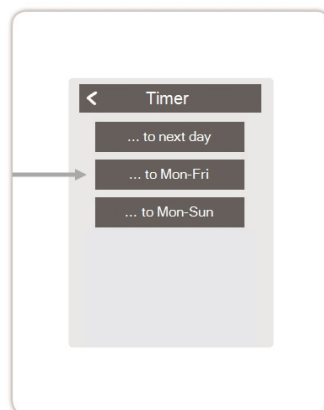 Timer
... to next day
... to Mon-Fri
... to Mon-Sun